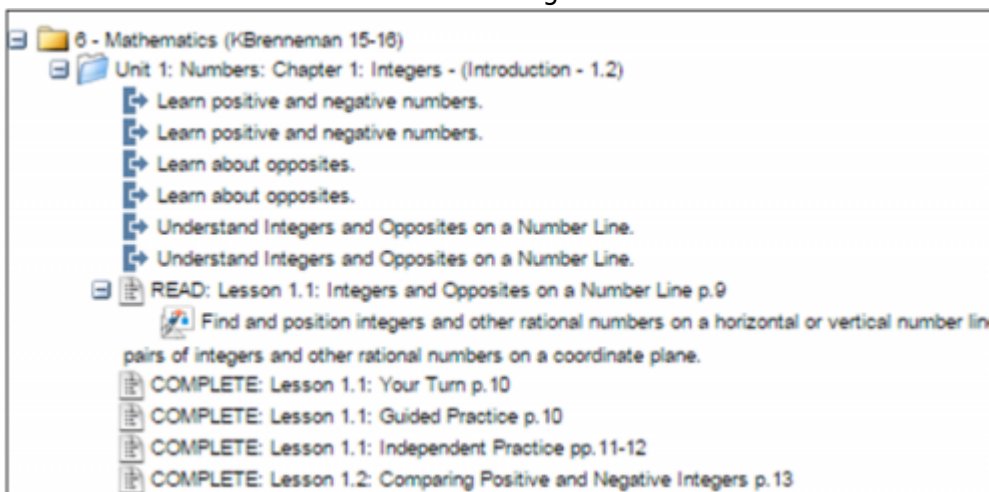 6 - Mathematics (KBrenneman 15-16)
Unit 1: Numbers: Chapter 1: Integers - (Introduction - 1.2)
Learn positive and negative numbers.
Learn positive and negative numbers.
Learn about opposites.
Learn about opposites.
Understand Integers and Opposites on a Number Line.
Understand Integers and Opposites on a Number Line.
READ: Lesson 1.1: Integers and Opposites on a Number Line p.9
Find and position integers and other rational numbers on a horizontal or vertical number
pairs of integers and other rational numbers on a coordinate plane.
COMPLETE: Lesson 1.1: Your Turn p.10
COMPLETE: Lesson 1.1: Guided Practice p.10
COMPLETE: Lesson 1.1: Independent Practice pp.11-12
COMPLETE: Lesson 1.2: Comparing Positive and Negative Integers p.13